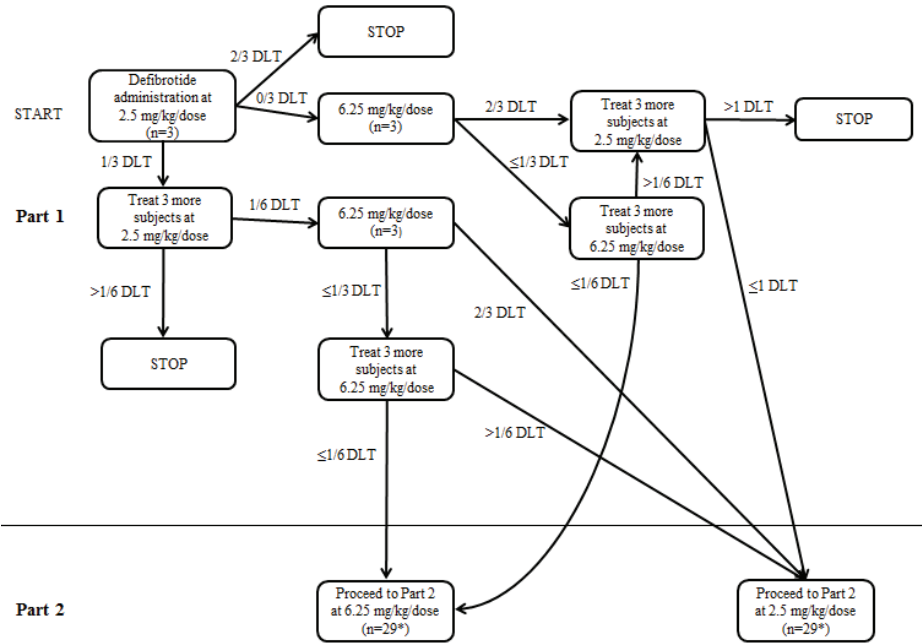 STOP
2/3 DLT
Defibrotide
administration at
2.5 mg/kg/dose
(n=3)
START
0/3 DLT
6.25 mg/kg/dose
(n=3)
2/3 DLT
Treat 3 more
subjects at
2.5 mg/kg/dose
>1 DLT
STOP
1/3 DLT
≤1/3 DLT
>1/6 DLT
Part 1
Treat 3 more
subjects at
2.5 mg/kg/dose
1/6 DLT
6.25 mg/kg/dose
(n=3)
Treat 3 more
subjects at
6.25 mg/kg/dose
>1/6 DLT
≤1/3 DLT
2/3 DLT
≤1/6 DLT
≤1 DLT
STOP
Treat 3 more
subjects at
6.25 mg/kg/dose
≤1/6 DLT
>1/6 DLT
Part 2
Proceed to Part 2
at 6.25 mg/kg/dose
(n=29*)
Proceed to Part 2
at 2.5 mg/kg/dose
(n=29*)